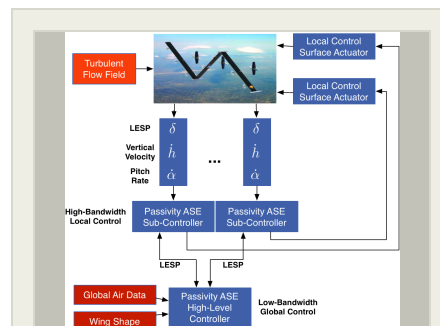 Turbulent
Flow Field
Local Control
Surface Actuator
Local Control
Surface Actuator
LESP
Vertical
Velocity
Pitch
Rate
δ
ḣ
α̇
...
δ
ḣ
α̇
High-Bandwidth
Local Control
Passivity ASE
Sub-Controller
Passivity ASE
Sub-Controller
LESP
LESP
Global Air Data
Wing Shape
Passivity ASE
High-Level
Controller
Low-Bandwidth
Global Control